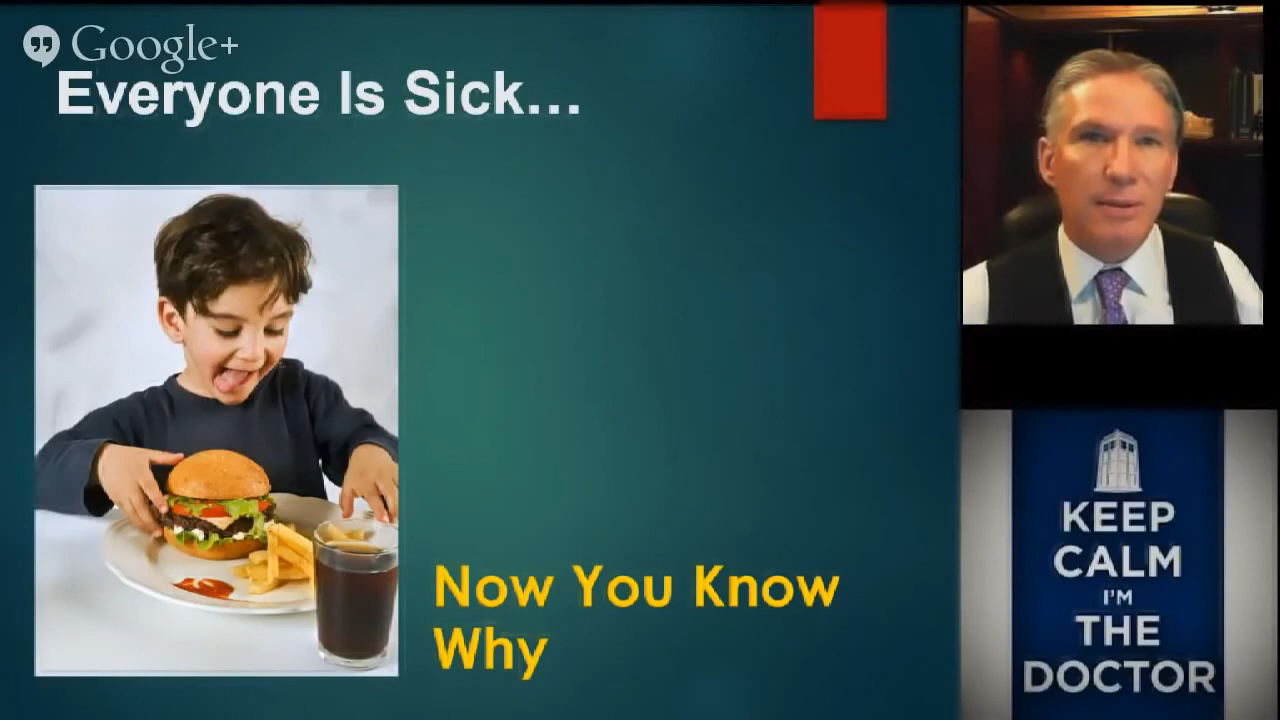 Google+
Everyone Is Sick...
Now You Know
Why
KEEP
CALM
I'M
THE
DOCTOR